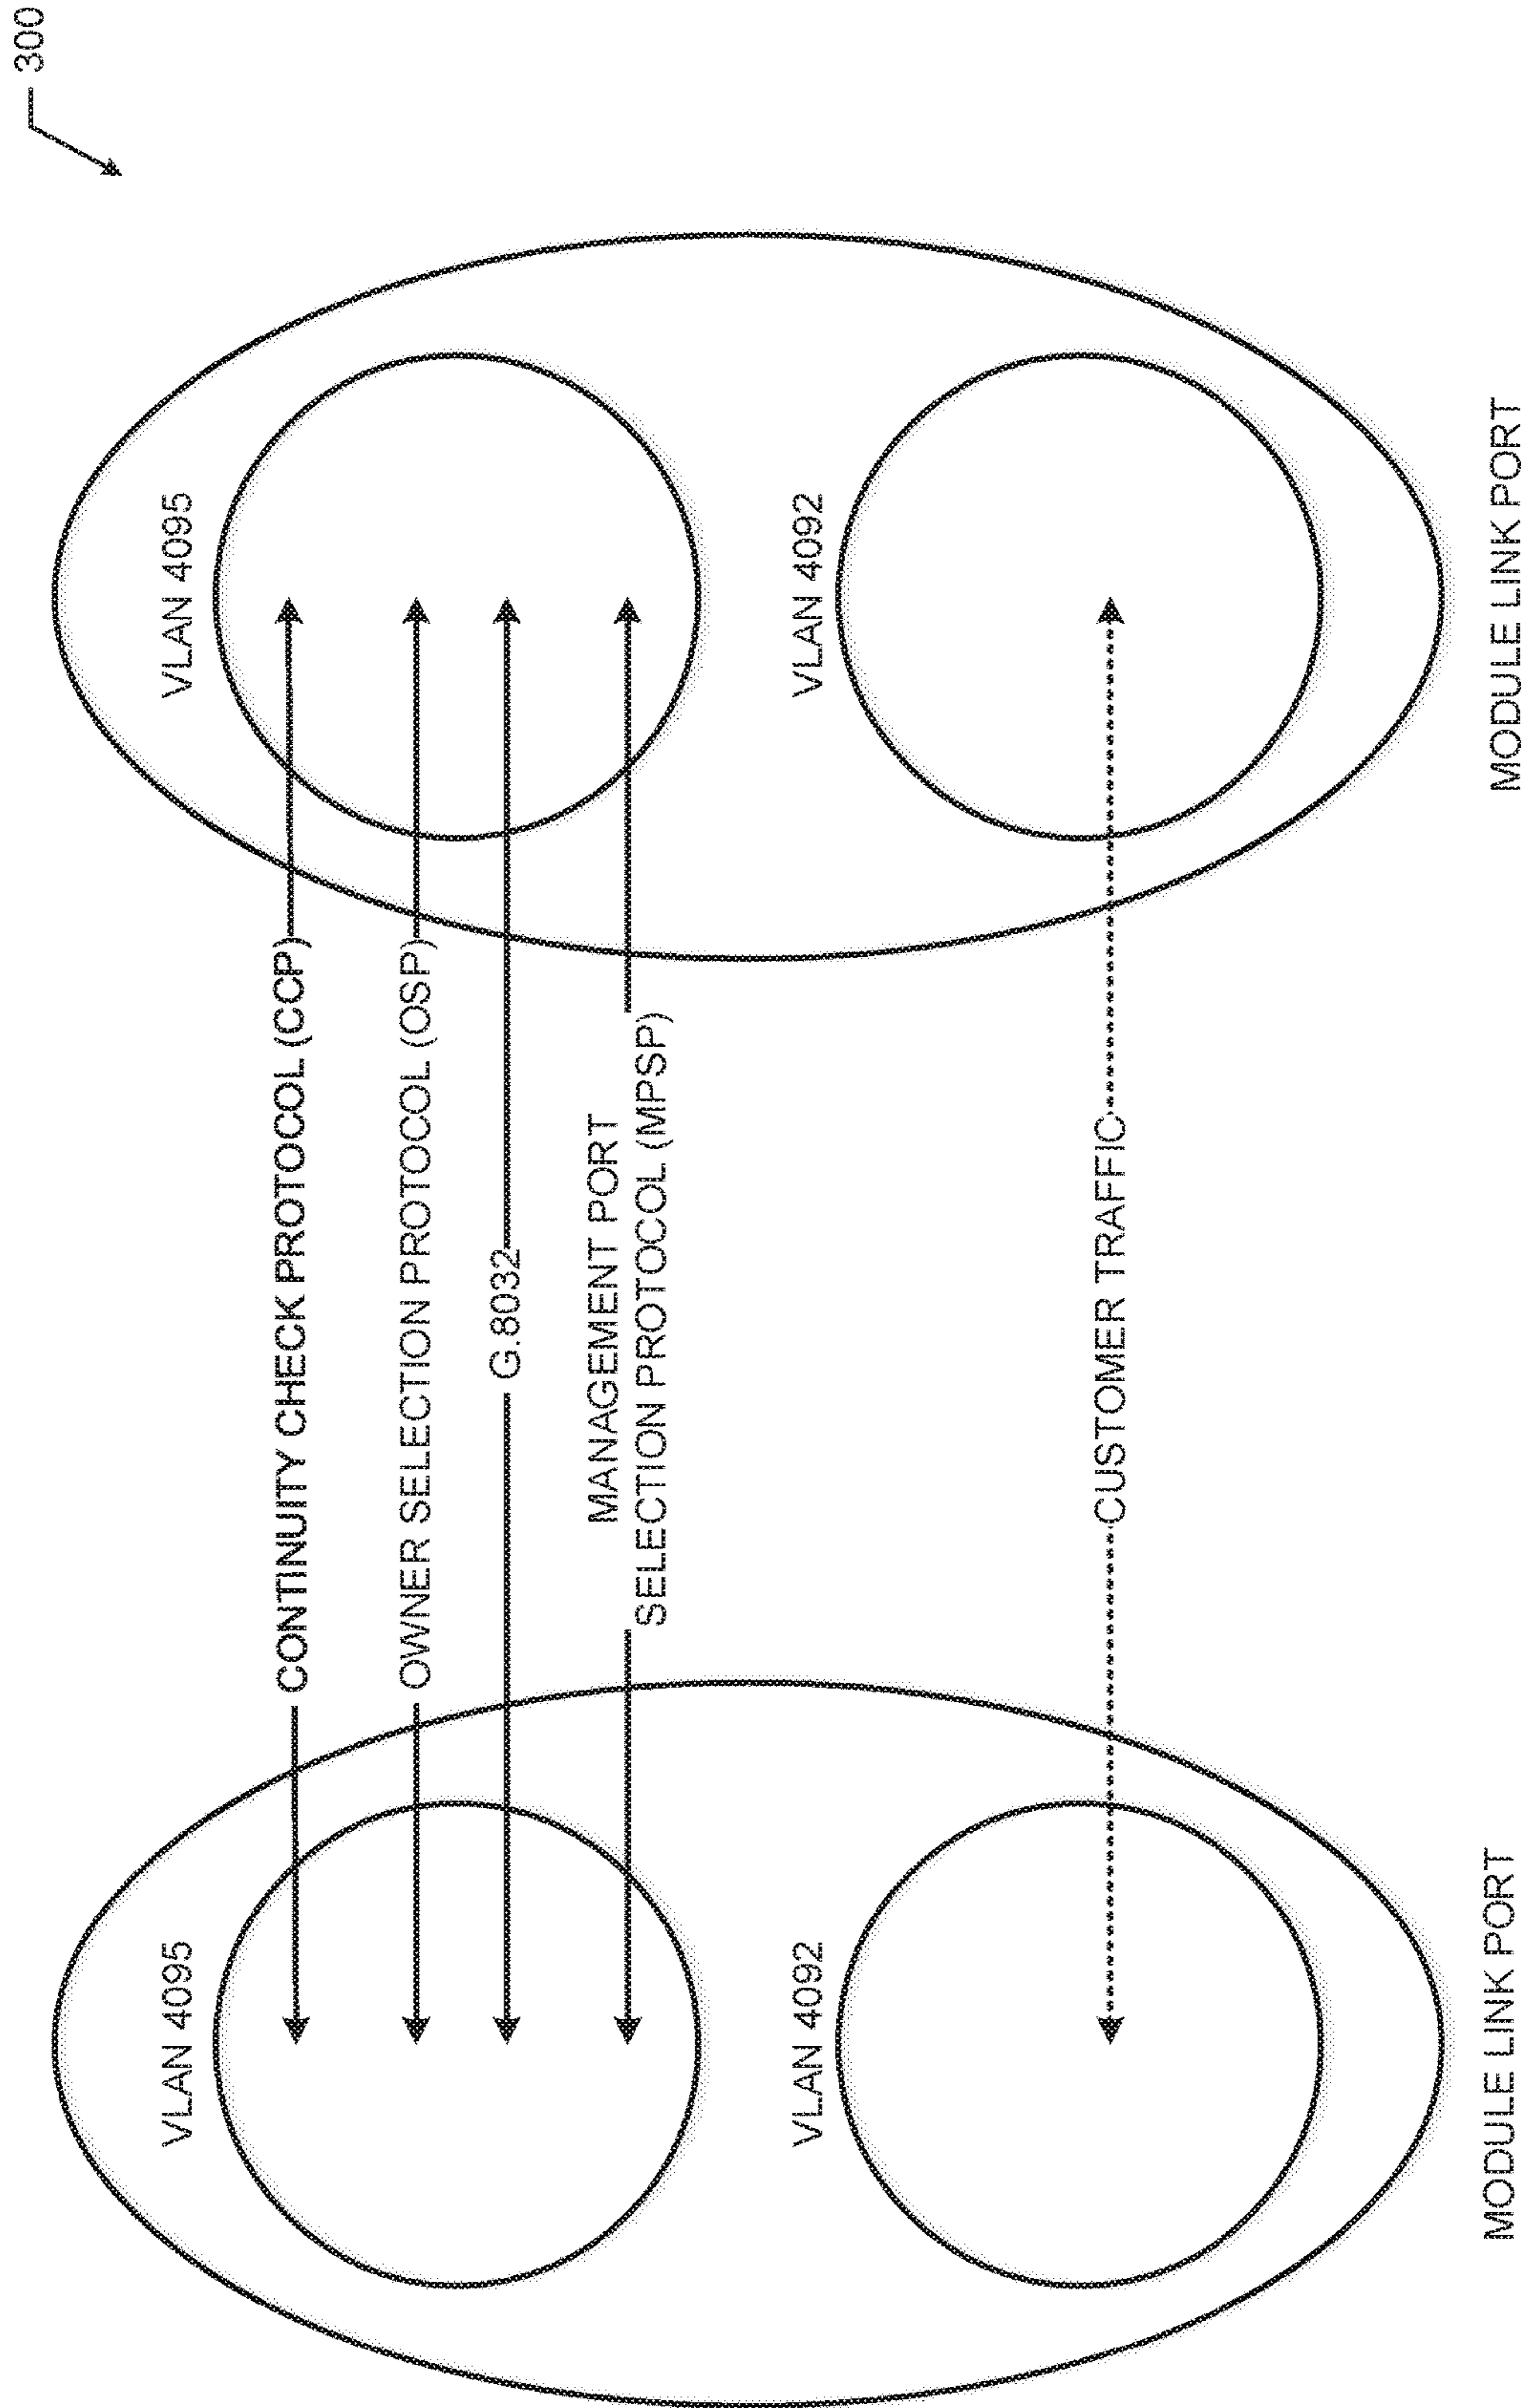 300
VLAN 4095
VLAN 4095
CONTINUITY CHECK PROTOCOL (CCP)
OWNER SELECTION PROTOCOL (OSP)
G.8032
MANAGEMENT PORT
SELECTION PROTOCOL (MPSP)
VLAN 4092
VLAN 4092
CUSTOMER TRAFFIC
MODULE LINK PORT
MODULE LINK PORT